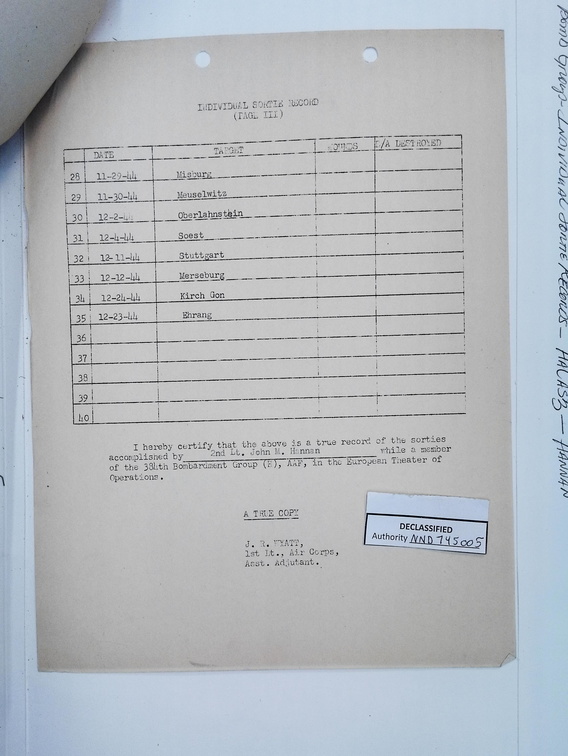 INDIVIDUAL SORTIE RECORD
(PAGE III)
DATE TARGET HOURS E/A DESTROYED
28 11-29-44 Misburg
29 11-30-44 Meuselwitz
30 12-2-44 Oberlahnstein
31 12-4-44 Soest
32 12-11-44 Stuttgart
33 12-12-44 Merseburg
34 12-24-44 Kirch Gon
35 12-23-44 Ehrang
36
37
38
39
40
I hereby certify that the above is a true record of the sorties
accomplished by 2nd Lt. John M. Hannan while a member
of the 384th Bombardment Group (H), AAF, in the European Theater of
Operations.
A TRUE COPY
J. R. WYATT,
1st Lt., Air Corps,
Asst. Adjutant.
DECLASSIFIED
Authority NND 745005
Bomb Group - Individual Sortie Records - HALASZ - HANNAN